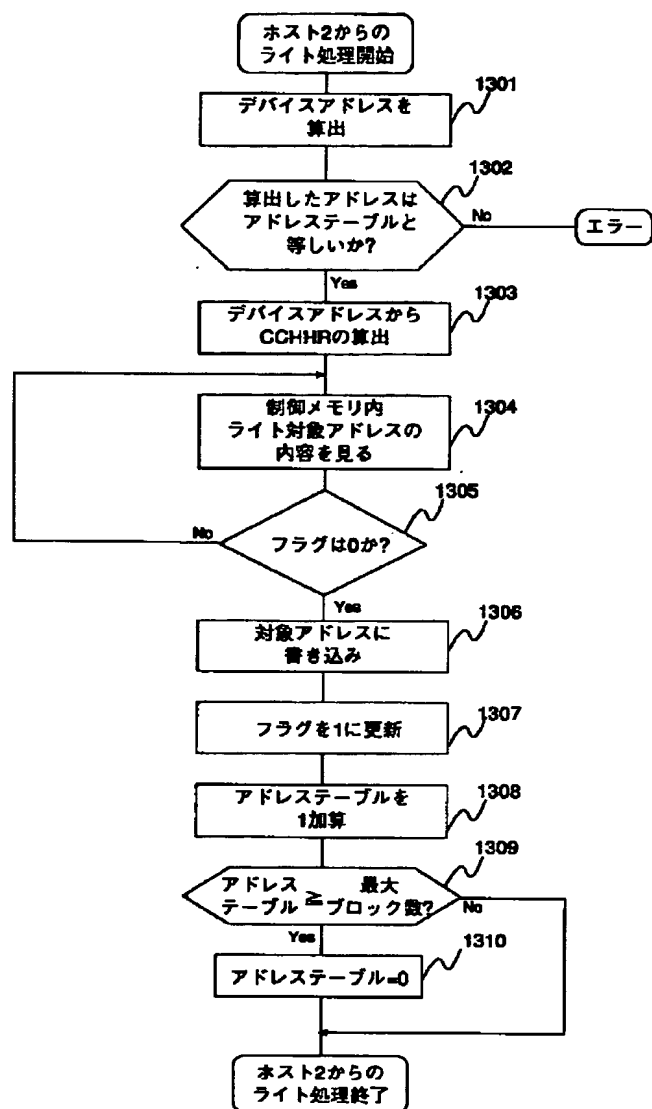 ホスト2からの
ライト処理開始
1301
デバイスアドレスを
算出
1302
算出したアドレスは
アドレステーブルと
等しいか?
No
エラー
Yes
1303
デバイスアドレスから
CCHHRの算出
1304
制御メモリ内
ライト対象アドレスの
内容を見る
1305
No
フラグは0か?
Yes
1306
対象アドレスに
書き込み
1307
フラグを1に更新
1308
アドレステーブルを
1加算
1309
アドレス 最大
テーブル ≧ ブロック数?
No
Yes
1310
アドレステーブル=0
ホスト2からの
ライト処理終了